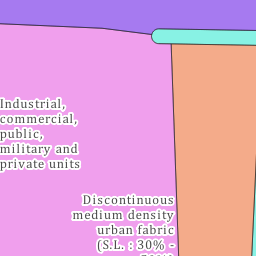 Industrial,
commercial,
public,
military and
private units
Discontinuous
medium density
urban fabric
(S.L. : 30% -